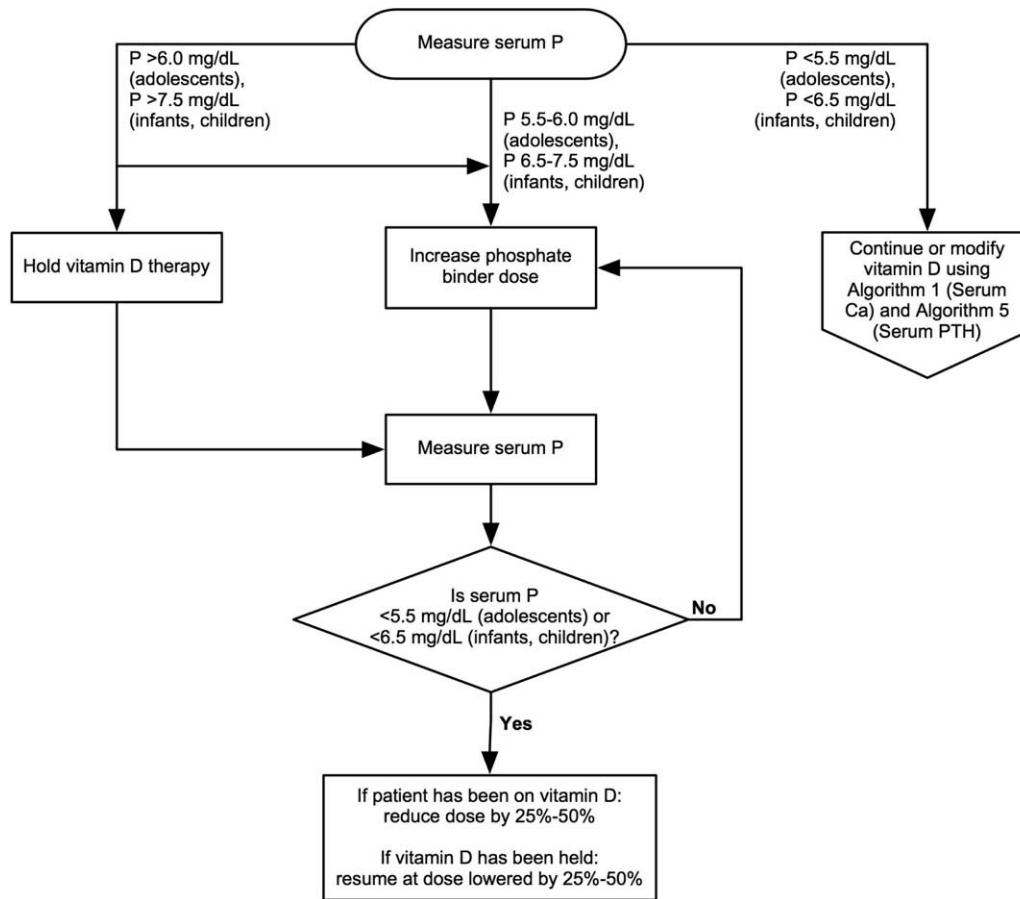 Measure serum P
P >6.0 mg/dL
(adolescents),
P >7.5 mg/dL
(infants, children)
P 5.5-6.0 mg/dL
(adolescents),
P 6.5-7.5 mg/dL
(infants, children)
P <5.5 mg/dL
(adolescents),
P <6.5 mg/dL
(infants, children)
Hold vitamin D therapy
Increase phosphate
binder dose
Continue or modify
vitamin D using
Algorithm 1 (Serum
Ca) and Algorithm 5
(Serum PTH)
Measure serum P
Is serum P
<5.5 mg/dL (adolescents) or
<6.5 mg/dL (infants, children)?
No
Yes
If patient has been on vitamin D:
reduce dose by 25%-50%
If vitamin D has been held:
resume at dose lowered by 25%-50%